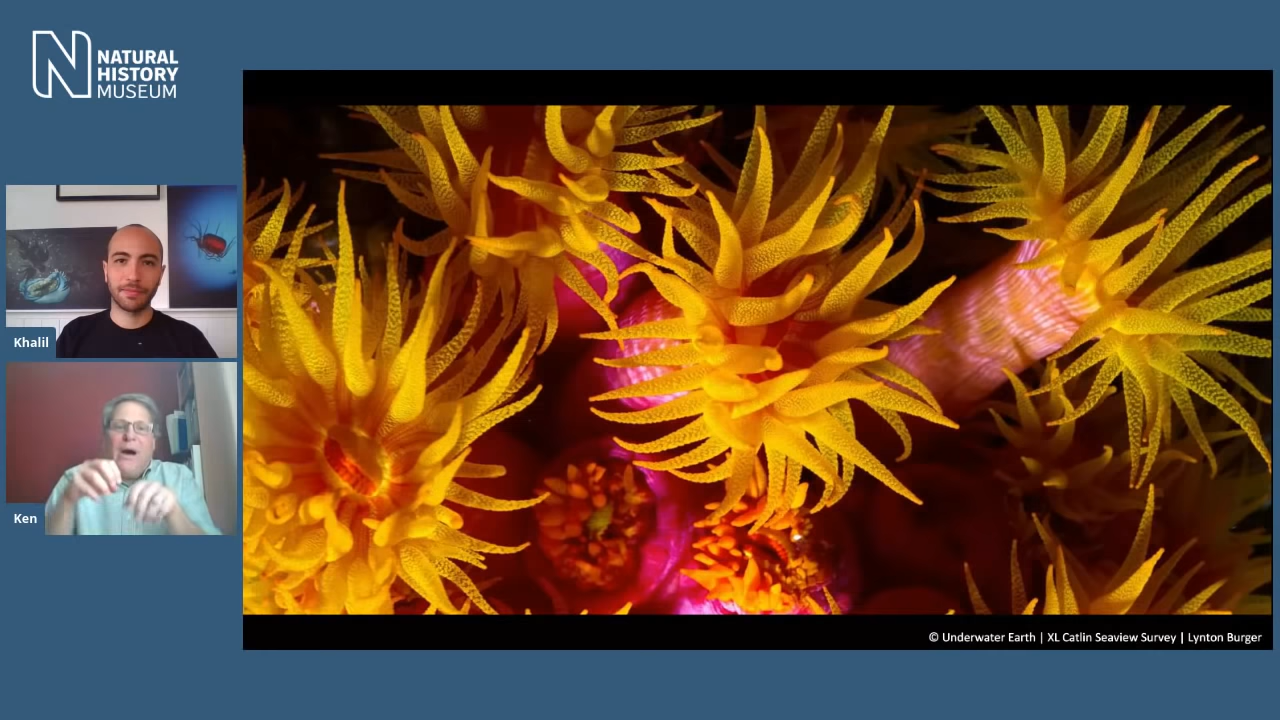 NATURAL
HISTORY
MUSEUM
Khalil
Ken
© Underwater Earth | XL Catlin Seaview Survey | Lynton Burger